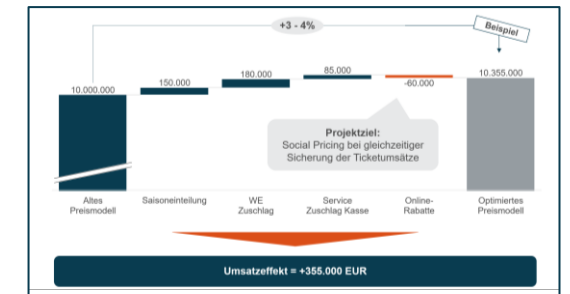 +3 - 4%
Beispiel
10.000.000
150.000
180.000
85.000
-60.000
10.355.000
Projektziel:
Social Pricing bei gleichzeitiger
Sicherung der Ticketumsätze
Altes
Preismodell
Saisoneinteilung
WE
Zuschlag
Service
Zuschlag Kasse
Online-
Rabatte
Optimiertes
Preismodell
Umsatzeffekt = +355.000 EUR